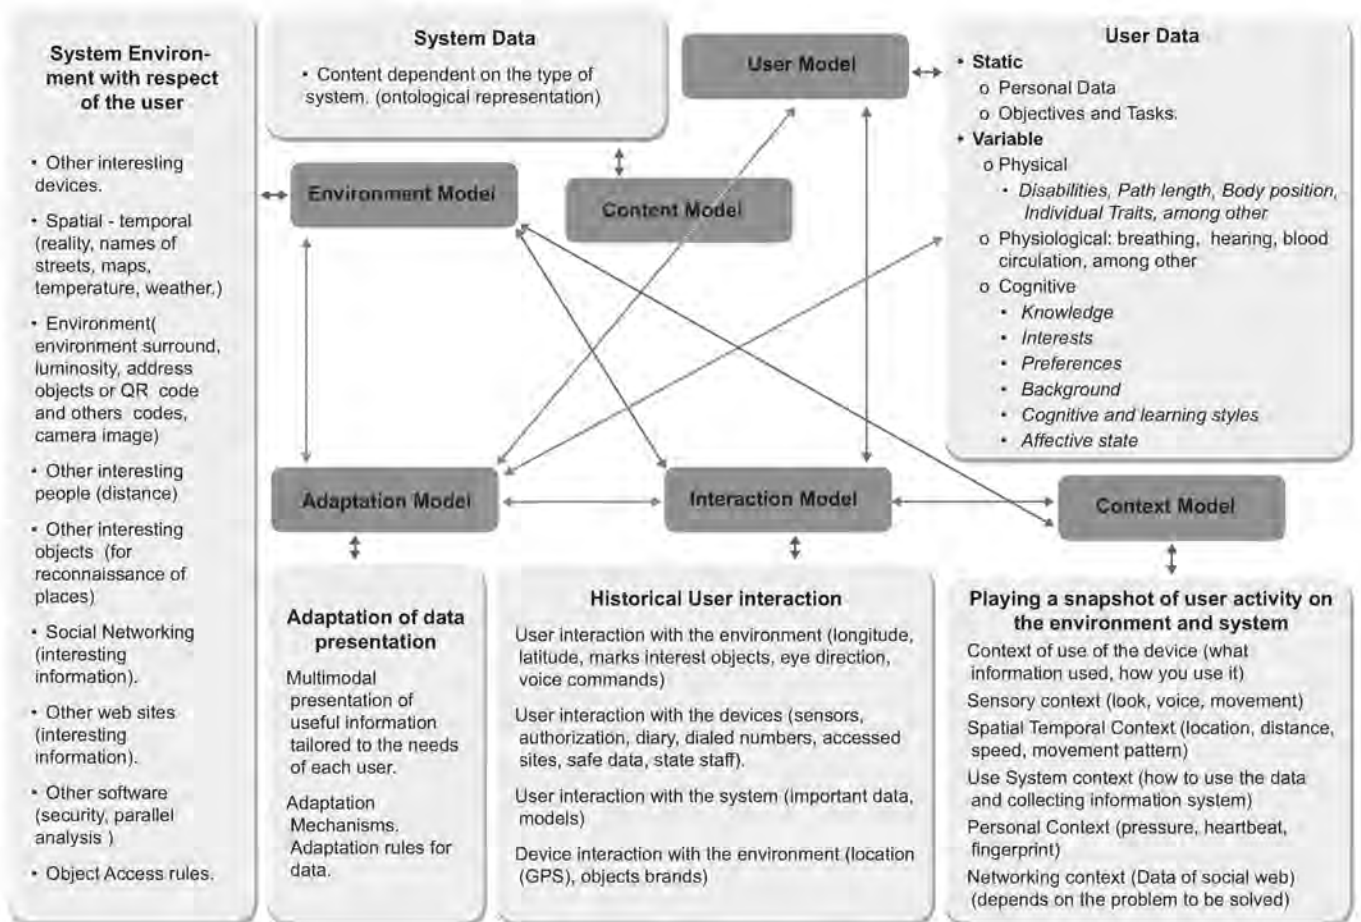 System Environ-
ment with respect
of the user
• Other interesting
devices.
• Spatial - temporal
(reality, names of
streets, maps,
temperature, weather.)
• Environment(
environment surround,
luminosity, address
objects or QR code
and others codes,
camera image)
• Other interesting
people (distance)
• Other interesting
objects (for
reconnaissance of
places)
• Social Networking
(interesting
information).
• Other web sites
(interesting
information).
• Other software
(security, parallel
analysis )
• Object Access rules.
System Data
• Content dependent on the type of
system. (ontological representation)
User Model
Environment Model
Content Model
User Data
• Static
o Personal Data
o Objectives and Tasks.
• Variable
o Physical
• Disabilities, Path length, Body position,
Individual Traits, among other
o Physiological: breathing, hearing, blood
circulation, among other
o Cognitive
• Knowledge
• Interests
• Preferences
• Background
• Cognitive and learning styles
• Affective state
Adaptation Model
Interaction Model
Context Model
Adaptation of data
presentation
Multimodal
presentation of
useful information
tailored to the needs
of each user.
Adaptation
Mechanisms.
Adaptation rules for
data.
Historical User interaction
User interaction with the environment (longitude,
latitude, marks interest objects, eye direction,
voice commands)
User interaction with the devices (sensors,
authorization, diary, dialed numbers, accessed
sites, safe data, state staff).
User interaction with the system (important data,
models)
Device interaction with the environment (location
(GPS), objects brands)
Playing a snapshot of user activity on
the environment and system
Context of use of the device (what
information used, how you use it)
Sensory context (look, voice, movement)
Spatial Temporal Context (location, distance,
speed, movement pattern)
Use System context (how to use the data
and collecting information system)
Personal Context (pressure, heartbeat,
fingerprint)
Networking context (Data of social web)
(depends on the problem to be solved)